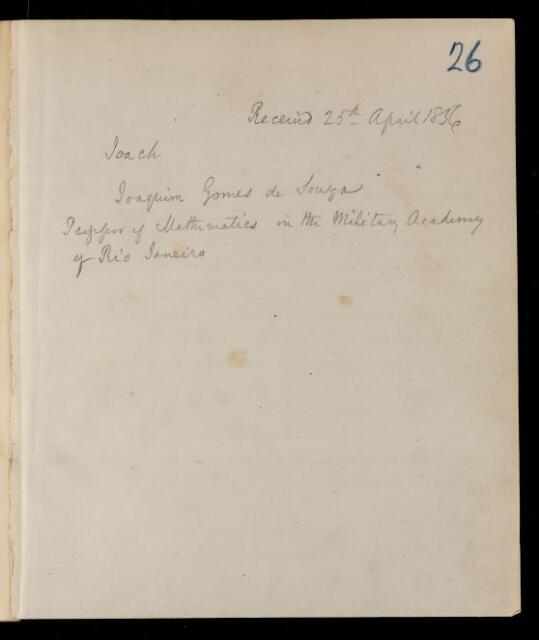 26
Received 25th April 1856
Joach
Joaquim Gomes de Souza
Professor of Mathematics in the Military Academy
of Rio Janeiro